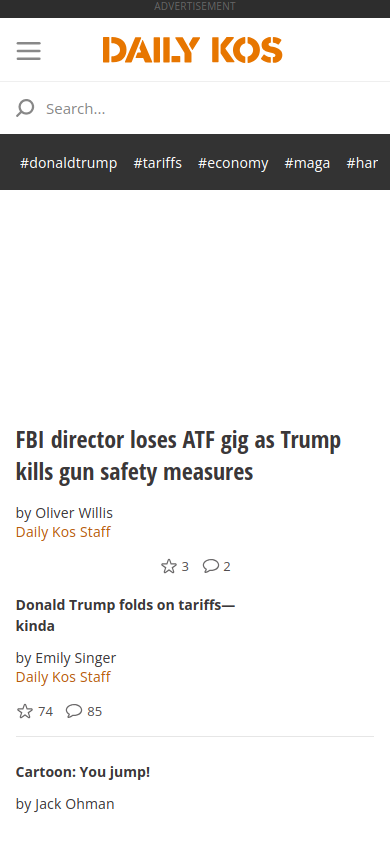 ADVERTISEMENT
DAILY KOS
Search...
#donaldtrump #tariffs #economy #maga #har
FBI director loses ATF gig as Trump
kills gun safety measures
by Oliver Willis
Daily Kos Staff
3 2
Donald Trump folds on tariffs—
kinda
by Emily Singer
Daily Kos Staff
74 85
Cartoon: You jump!
by Jack Ohman